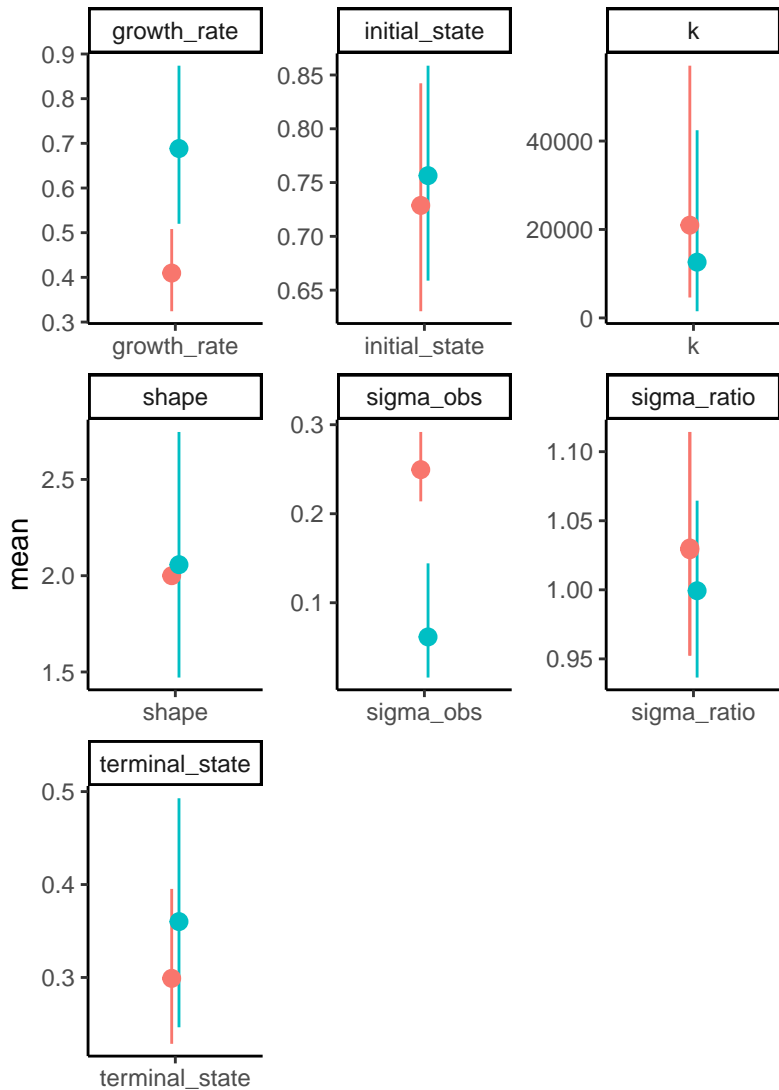 growth_rate
initial_state
k
0.9
0.8
0.7
0.6
0.5
0.4
0.3
0.85
0.80
0.75
0.70
0.65
40000
20000
0
growth_rate
initial_state
k
shape
sigma_obs
sigma_ratio
2.5
2.0
1.5
0.3
0.2
0.1
1.10
1.05
1.00
0.95
shape
sigma_obs
sigma_ratio
mean
terminal_state
0.5
0.4
0.3
terminal_state